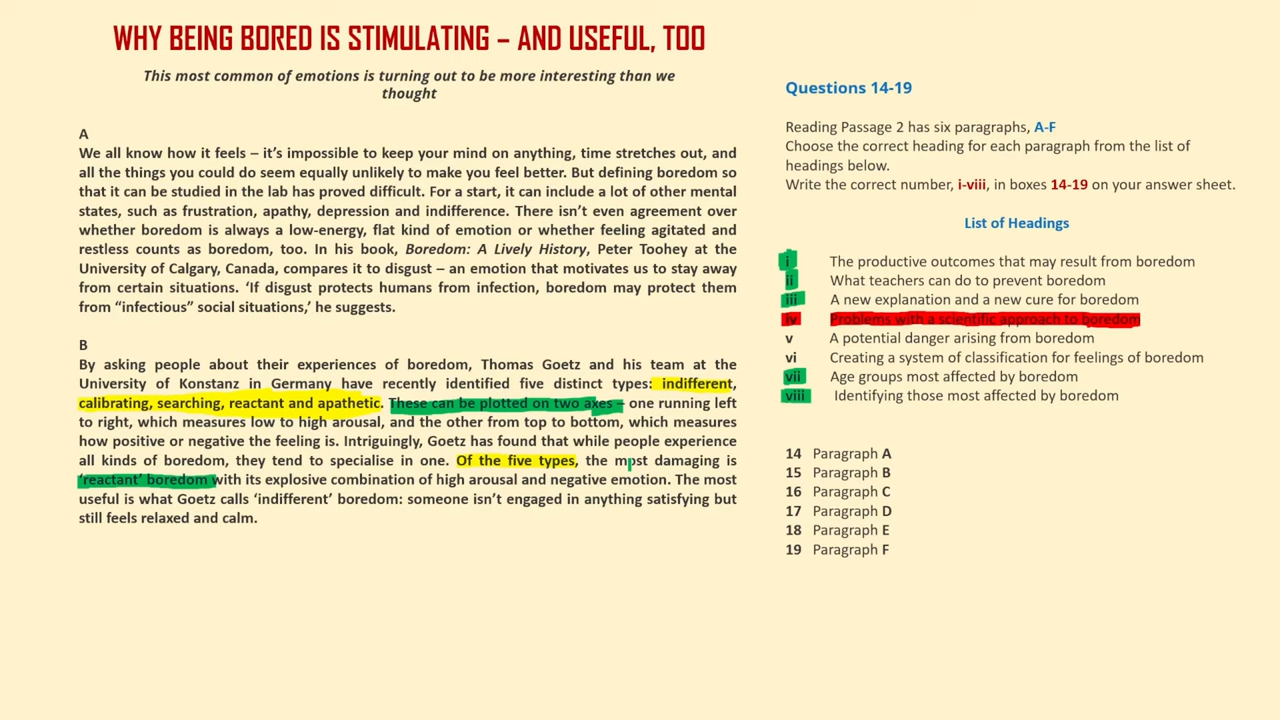 WHY BEING BORED IS STIMULATING – AND USEFUL, TOO
This most common of emotions is turning out to be more interesting than we
thought
A
We all know how it feels – it's impossible to keep your mind on anything, time stretches out, and
all the things you could do seem equally unlikely to make you feel better. But defining boredom so
that it can be studied in the lab has proved difficult. For a start, it can include a lot of other mental
states, such as frustration, apathy, depression and indifference. There isn't even agreement over
whether boredom is always a low-energy, flat kind of emotion or whether feeling agitated and
restless counts as boredom, too. In his book, Boredom: A Lively History, Peter Toohey at the
University of Calgary, Canada, compares it to disgust – an emotion that motivates us to stay away
from certain situations. 'If disgust protects humans from infection, boredom may protect them
from “infectious” social situations,' he suggests.
B
By asking people about their experiences of boredom, Thomas Goetz and his team at the
University of Konstanz in Germany have recently identified five distinct types: indifferent,
calibrating, searching, reactant and apathetic. These can be plotted on two axes – one running left
to right, which measures low to high arousal, and the other from top to bottom, which measures
how positive or negative the feeling is. Intriguingly, Goetz has found that while people experience
all kinds of boredom, they tend to specialise in one. Of the five types, the most damaging is
'reactant' boredom with its explosive combination of high arousal and negative emotion. The most
useful is what Goetz calls 'indifferent' boredom: someone isn't engaged in anything satisfying but
still feels relaxed and calm.
Questions 14-19
Reading Passage 2 has six paragraphs, A-F
Choose the correct heading for each paragraph from the list of
headings below.
Write the correct number, i-viii, in boxes 14-19 on your answer sheet.
List of Headings
i The productive outcomes that may result from boredom
ii What teachers can do to prevent boredom
iii A new explanation and a new cure for boredom
iv Problems with a scientific approach to boredom
v A potential danger arising from boredom
vi Creating a system of classification for feelings of boredom
vii Age groups most affected by boredom
viii Identifying those most affected by boredom
14 Paragraph A
15 Paragraph B
16 Paragraph C
17 Paragraph D
18 Paragraph E
19 Paragraph F